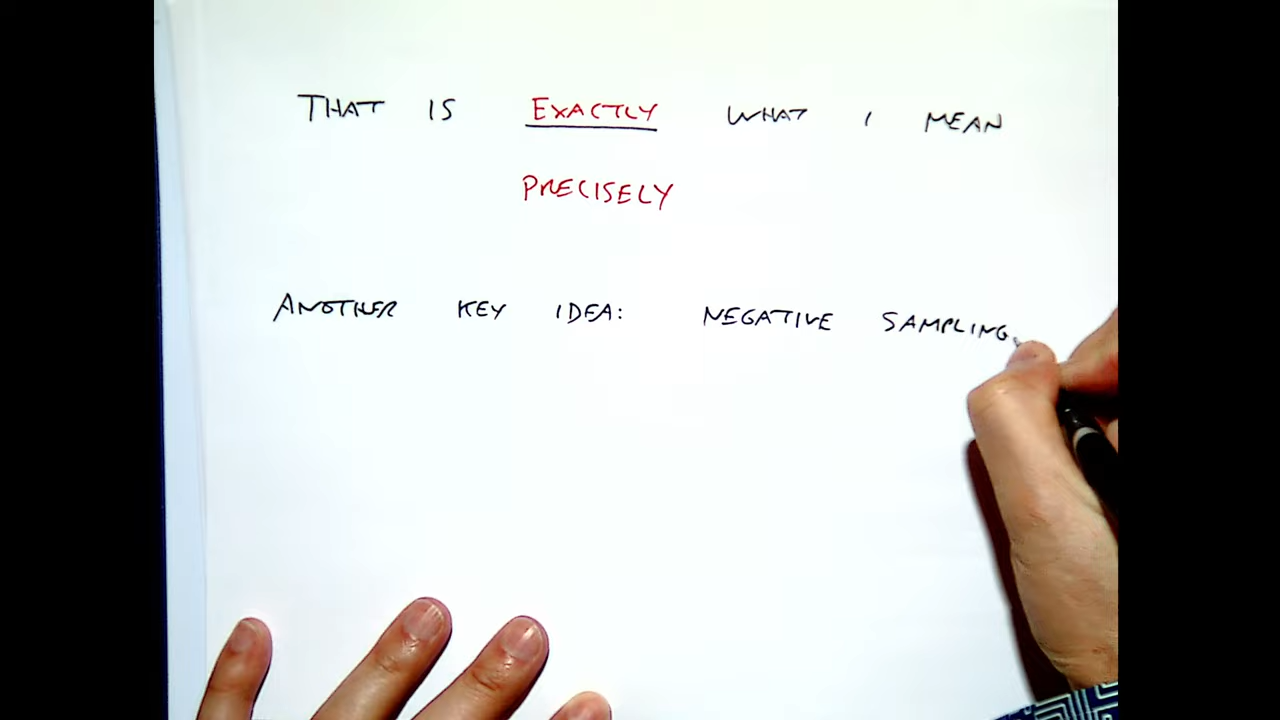 THAT IS EXACTLY WHAT I MEAN
PRECISELY
ANOTHER KEY IDEA: NEGATIVE SAMPLING